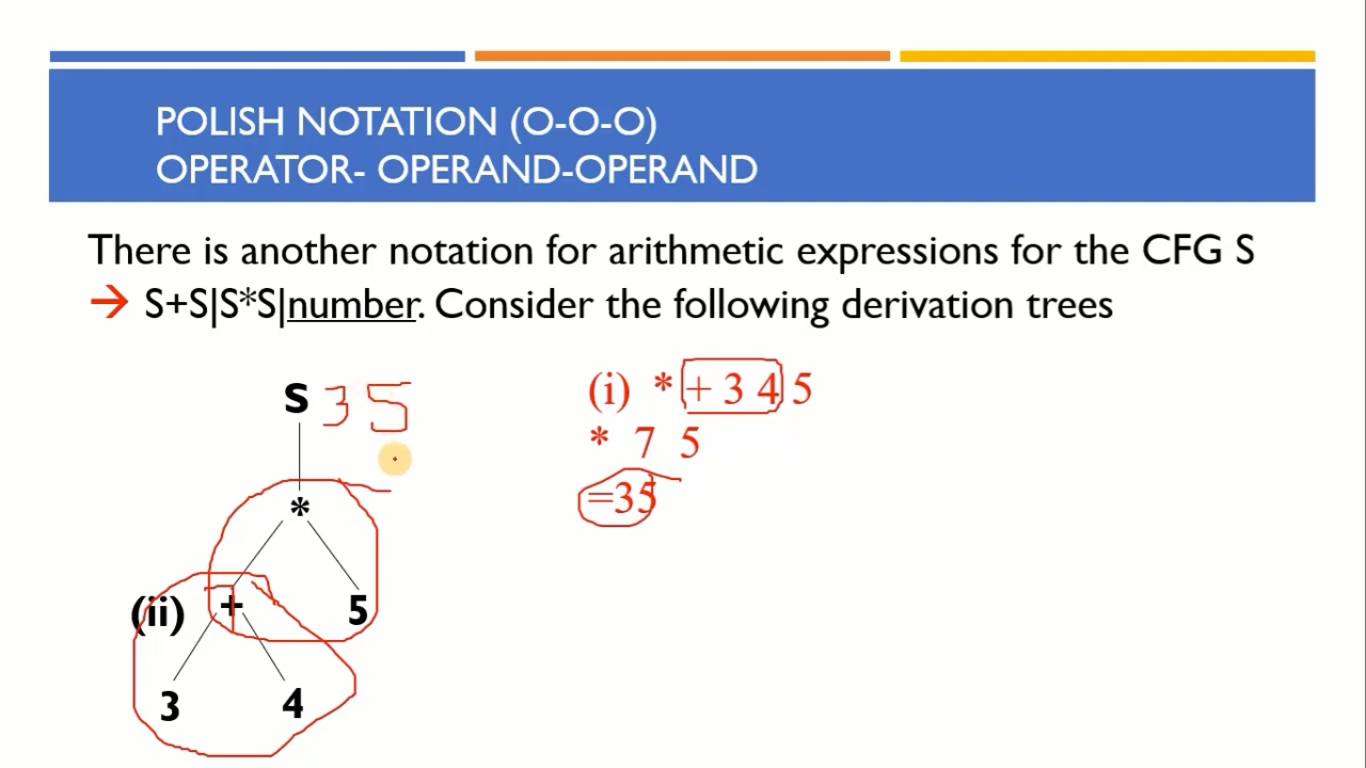 POLISH NOTATION (O-O-O)
OPERATOR- OPERAND-OPERAND
There is another notation for arithmetic expressions for the CFG S
→ S+S|S*S|number. Consider the following derivation trees
S 35
*
(ii) + 5
3 4
(i) * + 3 4 5
* 7 5
=35